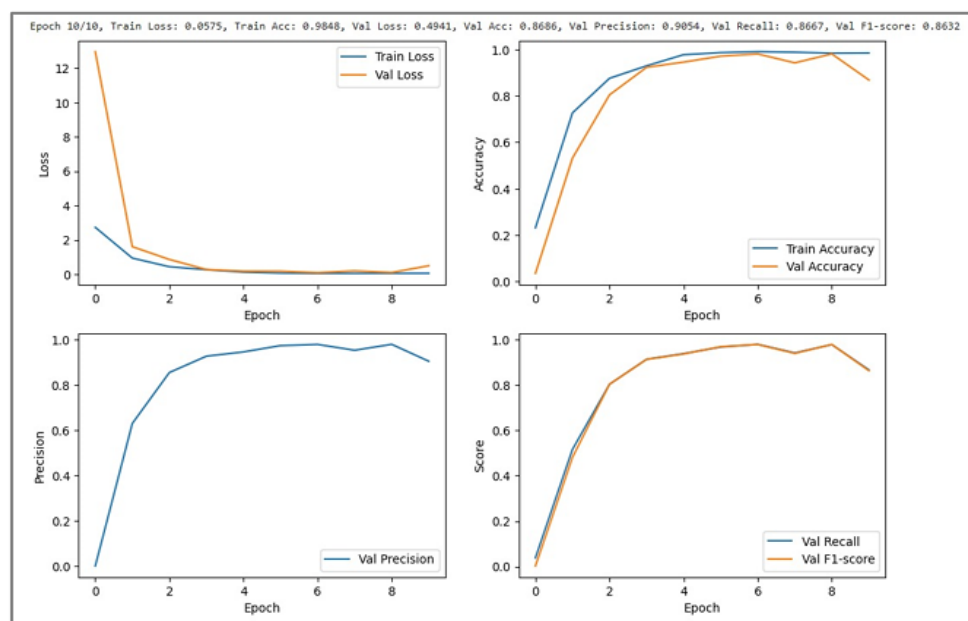 Epoch 10/10, Train Loss: 0.0575, Train Acc: 0.9848, Val Loss: 0.4941, Val Acc: 0.8686, Val Precision: 0.9054, Val Recall: 0.8667, Val F1-score: 0.8632
12
10
8
6
4
2
0
Loss
Train Loss
Val Loss
0 2 4 6 8
Epoch
1.0
0.8
0.6
0.4
0.2
0.0
Accuracy
Train Accuracy
Val Accuracy
0 2 4 6 8
Epoch
1.0
0.8
0.6
0.4
0.2
0.0
Precision
Val Precision
0 2 4 6 8
Epoch
1.0
0.8
0.6
0.4
0.2
0.0
Score
Val Recall
Val F1-score
0 2 4 6 8
Epoch